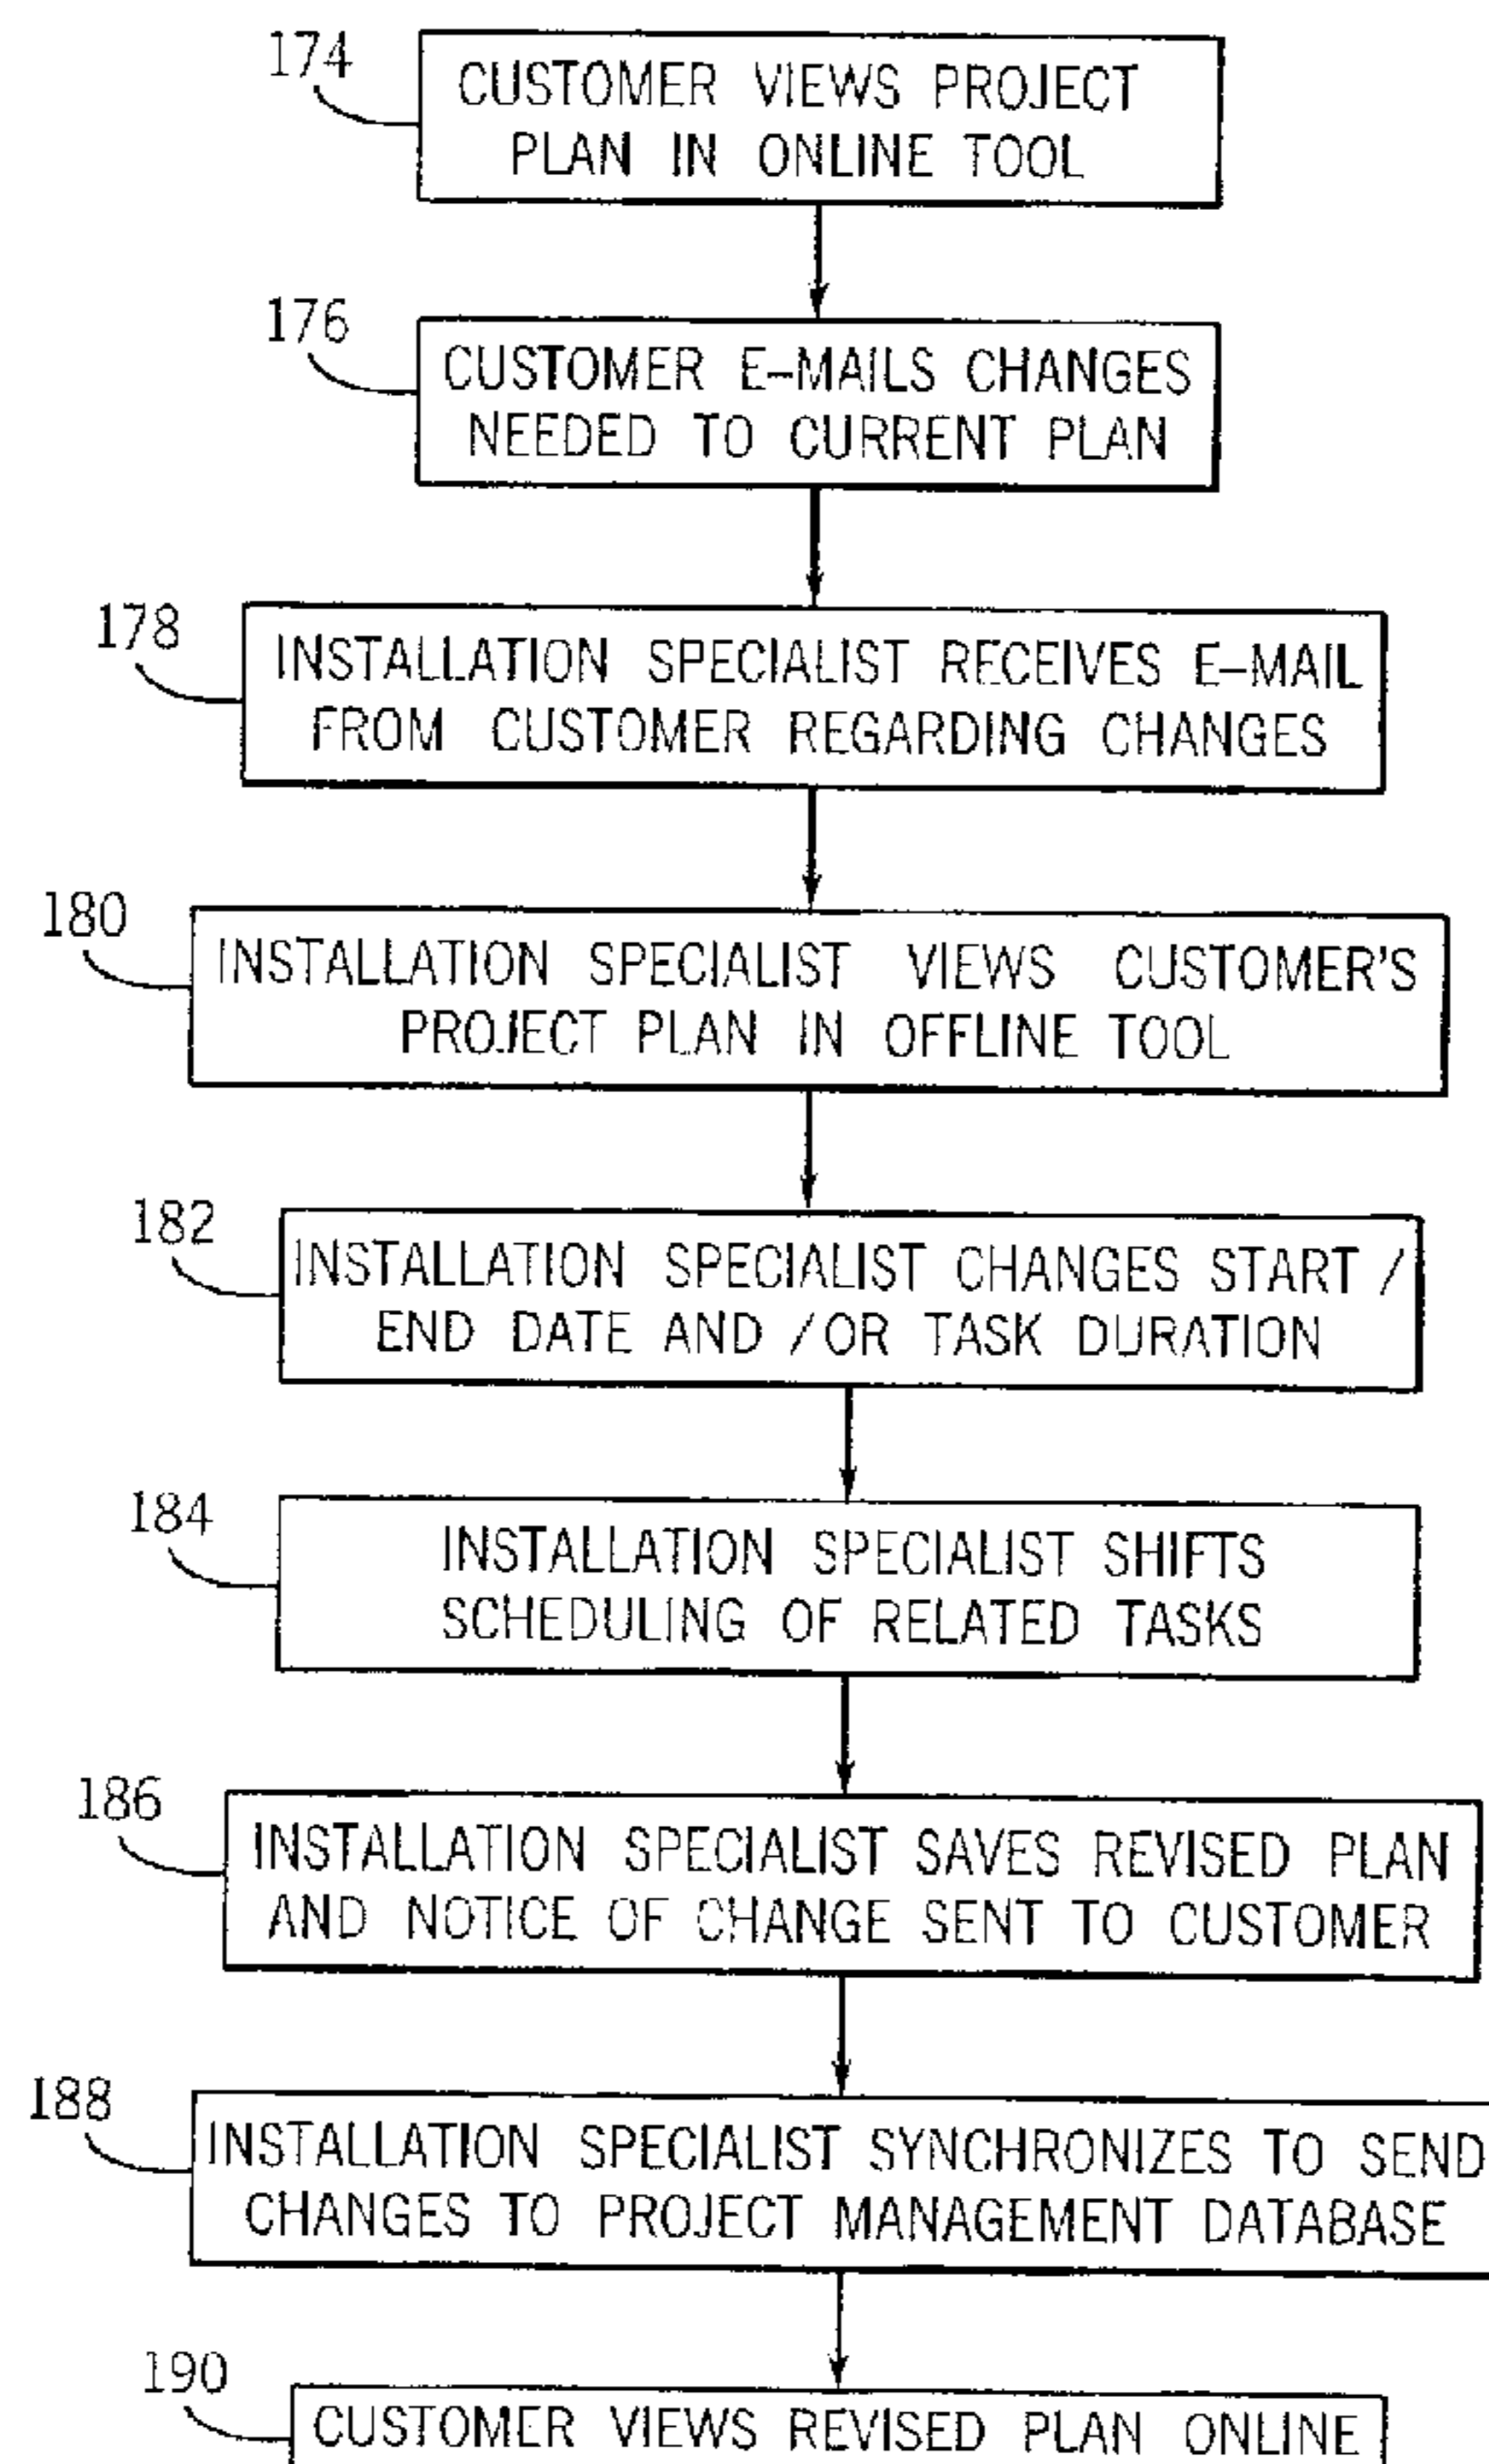 174
CUSTOMER VIEWS PROJECT
PLAN IN ONLINE TOOL
176
CUSTOMER E-MAILS CHANGES
NEEDED TO CURRENT PLAN
178
INSTALLATION SPECIALIST RECEIVES E-MAIL
FROM CUSTOMER REGARDING CHANGES
180
INSTALLATION SPECIALIST VIEWS CUSTOMER'S
PROJECT PLAN IN OFFLINE TOOL
182
INSTALLATION SPECIALIST CHANGES START /
END DATE AND /OR TASK DURATION
184
INSTALLATION SPECIALIST SHIFTS
SCHEDULING OF RELATED TASKS
186
INSTALLATION SPECIALIST SAVES REVISED PLAN
AND NOTICE OF CHANGE SENT TO CUSTOMER
188
INSTALLATION SPECIALIST SYNCHRONIZES TO SEND
CHANGES TO PROJECT MANAGEMENT DATABASE
190
CUSTOMER VIEWS REVISED PLAN ONLINE